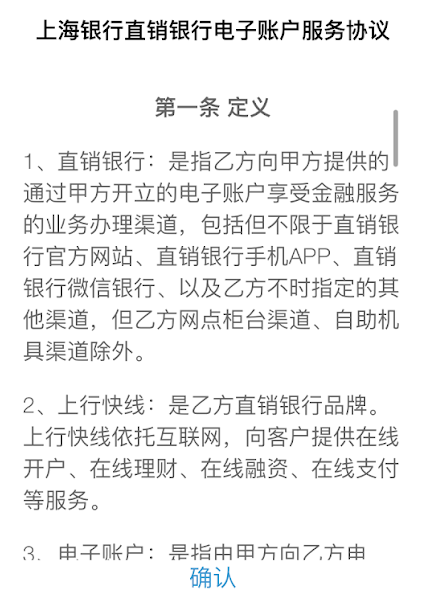 上海银行直销银行电子账户服务协议
第一条 定义
1、直销银行：是指乙方向甲方提供的
通过甲方开立的电子账户享受金融服务
的业务办理渠道，包括但不限于直销银
行官方网站、直销银行手机APP、直销
银行微信银行、以及乙方不时指定的其
他渠道，但乙方网点柜台渠道、自助机
具渠道除外。
2、上行快线：是乙方直销银行品牌。
上行快线依托互联网，向客户提供在线
开户、在线理财、在线融资、在线支付
等服务。
3、电子账户：是指由甲方向乙方申
确认